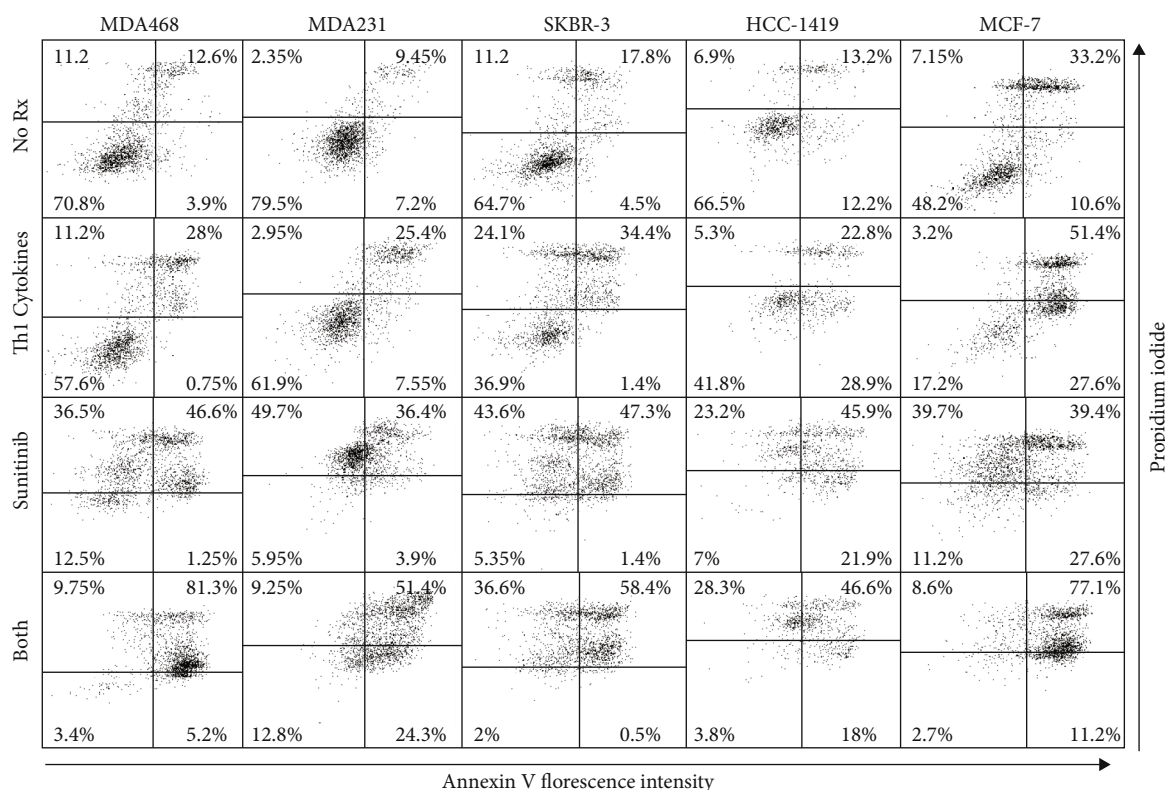 MDA468 MDA231 SKBR-3 HCC-1419 MCF-7
No Rx
11.2 12.6% 2.35% 9.45% 11.2 17.8% 6.9% 13.2% 7.15% 33.2%
70.8% 3.9% 79.5% 7.2% 64.7% 4.5% 66.5% 12.2% 48.2% 10.6%
Th1 Cytokines
11.2% 28% 2.95% 25.4% 24.1% 34.4% 5.3% 22.8% 3.2% 51.4%
57.6% 0.75% 61.9% 7.55% 36.9% 1.4% 41.8% 28.9% 17.2% 27.6%
Sunitinib
36.5% 46.6% 49.7% 36.4% 43.6% 47.3% 23.2% 45.9% 39.7% 39.4%
12.5% 1.25% 5.95% 3.9% 5.35% 1.4% 7% 21.9% 11.2% 27.6%
Both
9.75% 81.3% 9.25% 51.4% 36.6% 58.4% 28.3% 46.6% 8.6% 77.1%
3.4% 5.2% 12.8% 24.3% 2% 0.5% 3.8% 18% 2.7% 11.2%
Propidium iodide
Annexin V florescence intensity